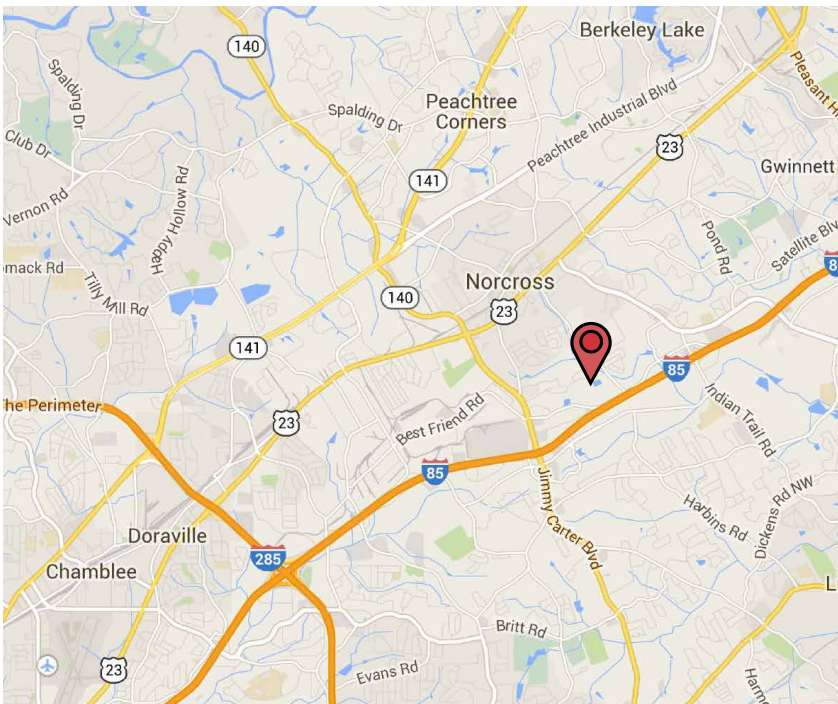 Berkeley Lake
140
Pleasant H
Spalding Dr
Peachtree
Corners
Peachtree Industrial Blvd
Spalding Dr
Club Dr
23
141
Gwinnett
Vernon Rd
Happy Hollow Rd
Pond Rd
Satellite Blv
omack Rd
8
Tilly Mill Rd
Norcross
140
23
141
85
The Perimeter
Indian Trail Rd
23
Best Friend Rd
85
Jimmy Carter Blvd
Harbins Rd
Dickens Rd NW
Doraville
285
Chamblee
L
Britt Rd
23
Evans Rd
Harm